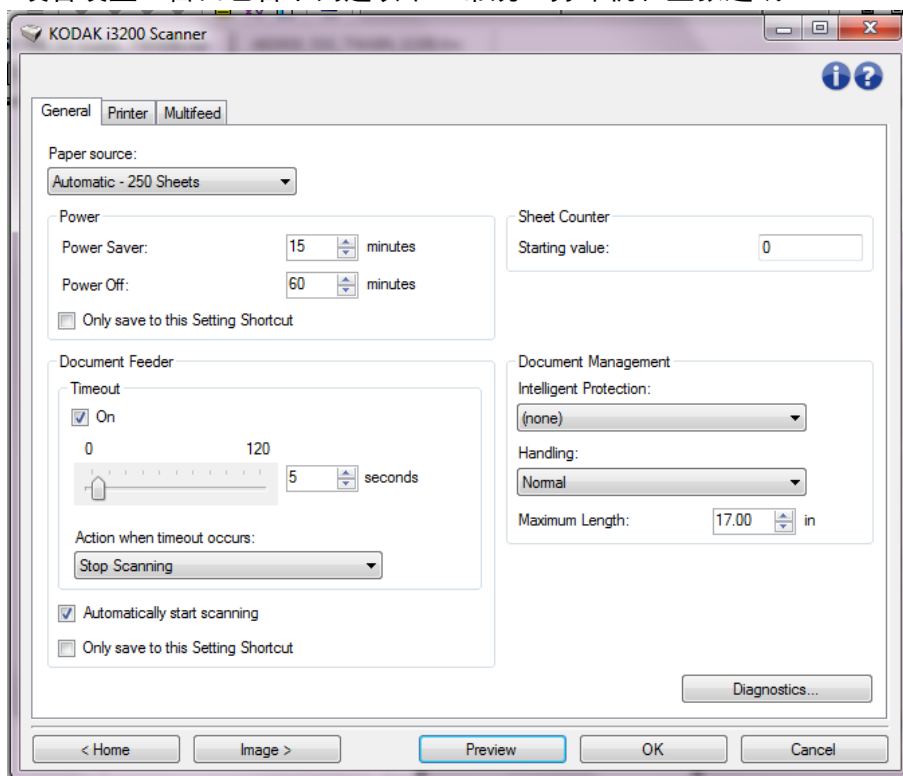 KODAK i3200 Scanner
General Printer Multifeed
Paper source:
Automatic - 250 Sheets
Power
Power Saver: 15 minutes
Power Off: 60 minutes
Only save to this Setting Shortcut
Sheet Counter
Starting value: 0
Document Feeder
Timeout
On
0 120
5 seconds
Action when timeout occurs:
Stop Scanning
Automatically start scanning
Only save to this Setting Shortcut
Document Management
Intelligent Protection:
(none)
Handling:
Normal
Maximum Length: 17.00 in
Diagnostics...
< Home Image > Preview OK Cancel